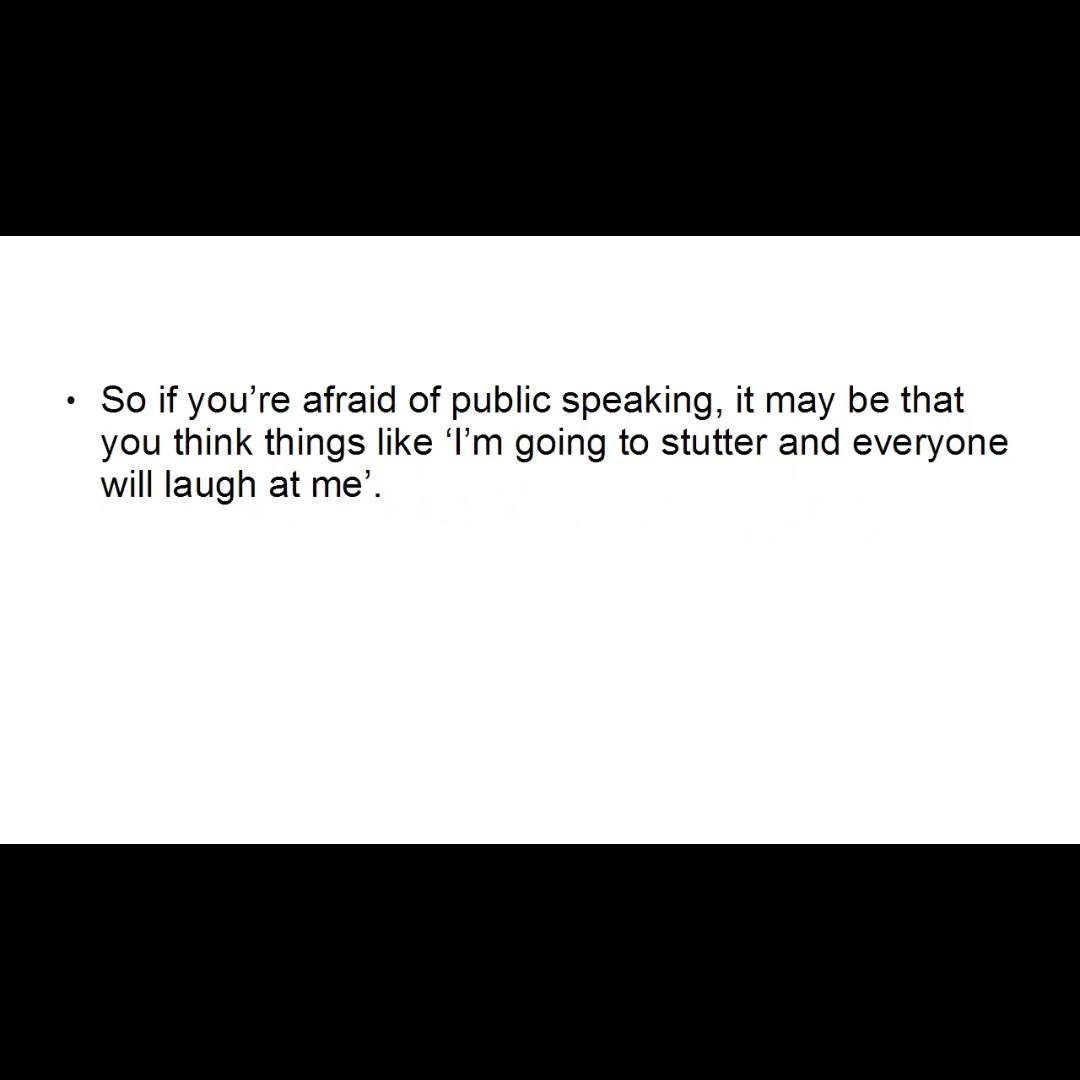 • So if you’re afraid of public speaking, it may be that
you think things like ‘I’m going to stutter and everyone
will laugh at me’.